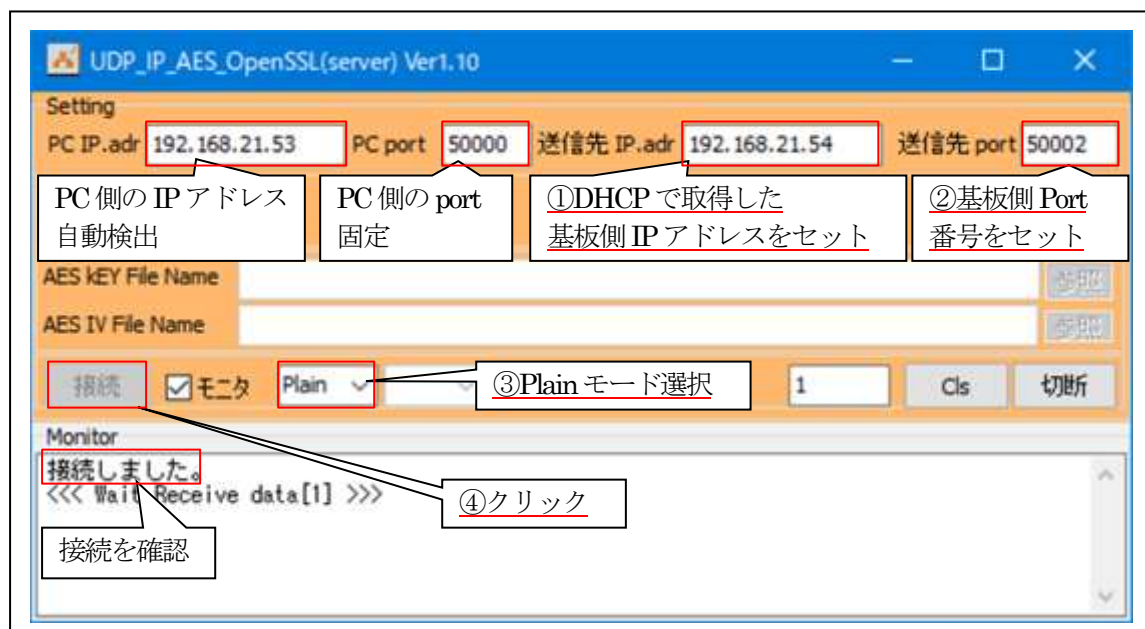 UDP_IP_AES_OpenSSL(server) Ver1.10
Setting
PC IP.adr 192.168.21.53 PC port 50000 送信先 IP.adr 192.168.21.54 送信先 port 50002
PC 側の IP アドレス
自動検出
PC 側の port
固定
①DHCP で取得した
基板側 IP アドレスをセット
②基板側 Port
番号をセット
AES kEY File Name 参照
AES IV File Name 参照
接続 モニタ Plain ③Plain モード選択 1 Cls 切断
Monitor
接続しました。
<<< Wait Receive data[1] >>>
④クリック
接続を確認